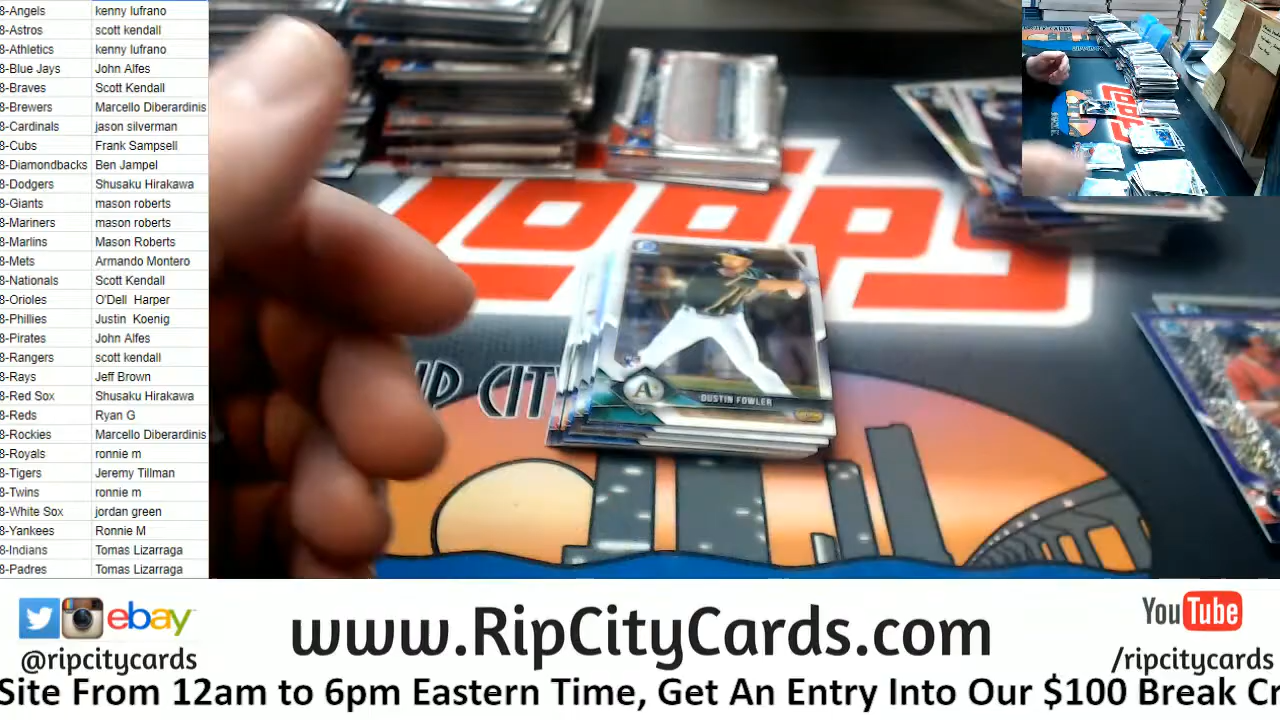 8-Angels kenny lufrano
8-Astros scott kendall
8-Athletics kenny lufrano
8-Blue Jays John Alfes
8-Braves Scott Kendall
8-Brewers Marcello Diberardinis
8-Cardinals jason silverman
8-Cubs Frank Sampsell
8-Diamondbacks Ben Jampel
8-Dodgers Shusaku Hirakawa
8-Giants mason roberts
8-Mariners mason roberts
8-Marlins Mason Roberts
8-Mets Armando Montero
8-Nationals Scott Kendall
8-Orioles O'Dell Harper
8-Phillies Justin Koenig
8-Pirates John Alfes
8-Rangers scott kendall
8-Rays Jeff Brown
8-Red Sox Shusaku Hirakawa
8-Reds Ryan G
8-Rockies Marcello Diberardinis
8-Royals ronnie m
8-Tigers Jeremy Tillman
8-Twins ronnie m
8-White Sox jordan green
8-Yankees Ronnie M
8-Indians Tomas Lizarraga
8-Padres Tomas Lizarraga
LOOPS
IP CITY
A
DUSTIN FOWLER
ebay
@ripcitycards
www.RipCityCards.com
YouTube
/ripcitycards
Site From 12am to 6pm Eastern Time, Get An Entry Into Our $100 Break Cr